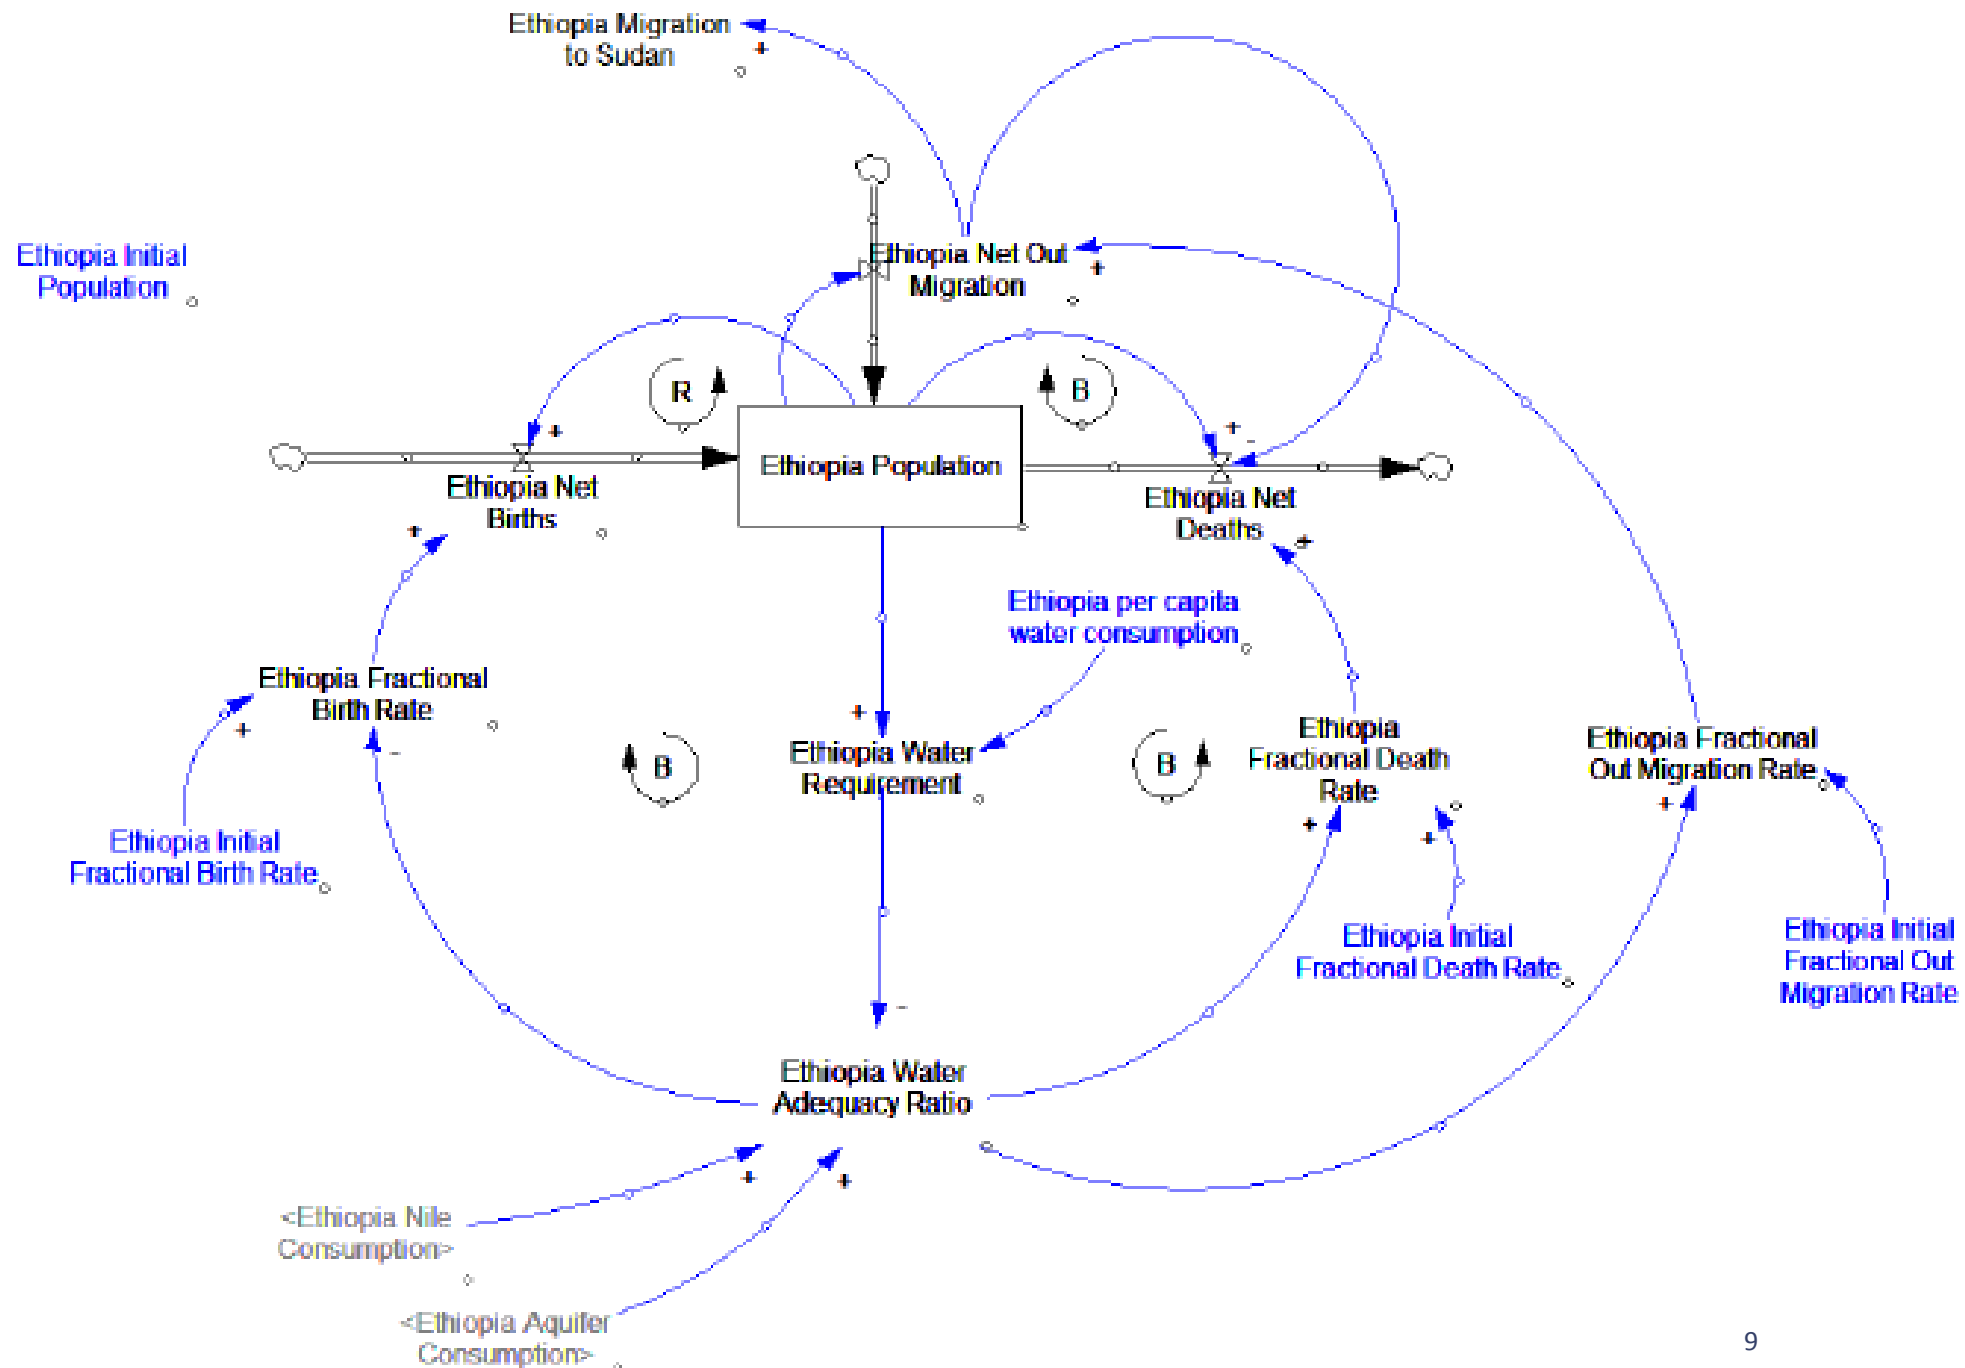 Ethiopia Migration
to Sudan
+
Ethiopia Initial
Population
Ethiopia Net Out
Migration
+
R
B
+
+
-
Ethiopia Population
Ethiopia Net
Births
Ethiopia Net
Deaths
+
+
Ethiopia per capita
water consumption
Ethiopia Fractional
Birth Rate
+
-
+
Ethiopia Water
Requirement
B
B
Ethiopia
Fractional Death
Rate
Ethiopia Fractional
Out Migration Rate
+
+
+
Ethiopia Initial
Fractional Birth Rate
Ethiopia Initial
Fractional Death Rate
Ethiopia Initial
Fractional Out
Migration Rate
-
Ethiopia Water
Adequacy Ratio
+
+
<Ethiopia Nile
Consumption>
<Ethiopia Aquifer
Consumption>
9